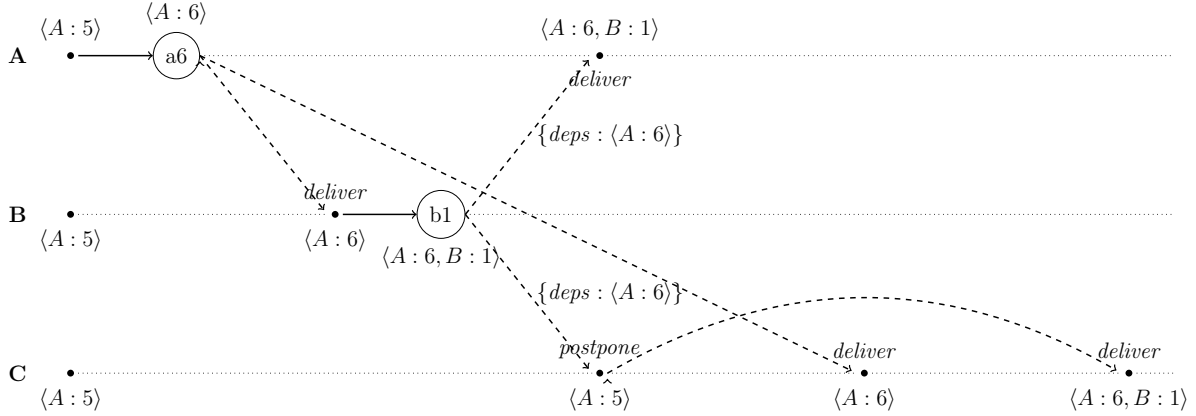 ⟨A : 6⟩
⟨A : 5⟩ ⟨A : 6, B : 1⟩
A a6
deliver
{deps : ⟨A : 6⟩}
deliver
B b1
⟨A : 5⟩ ⟨A : 6⟩
⟨A : 6, B : 1⟩
{deps : ⟨A : 6⟩}
postpone deliver deliver
C
⟨A : 5⟩ ⟨A : 5⟩ ⟨A : 6⟩ ⟨A : 6, B : 1⟩